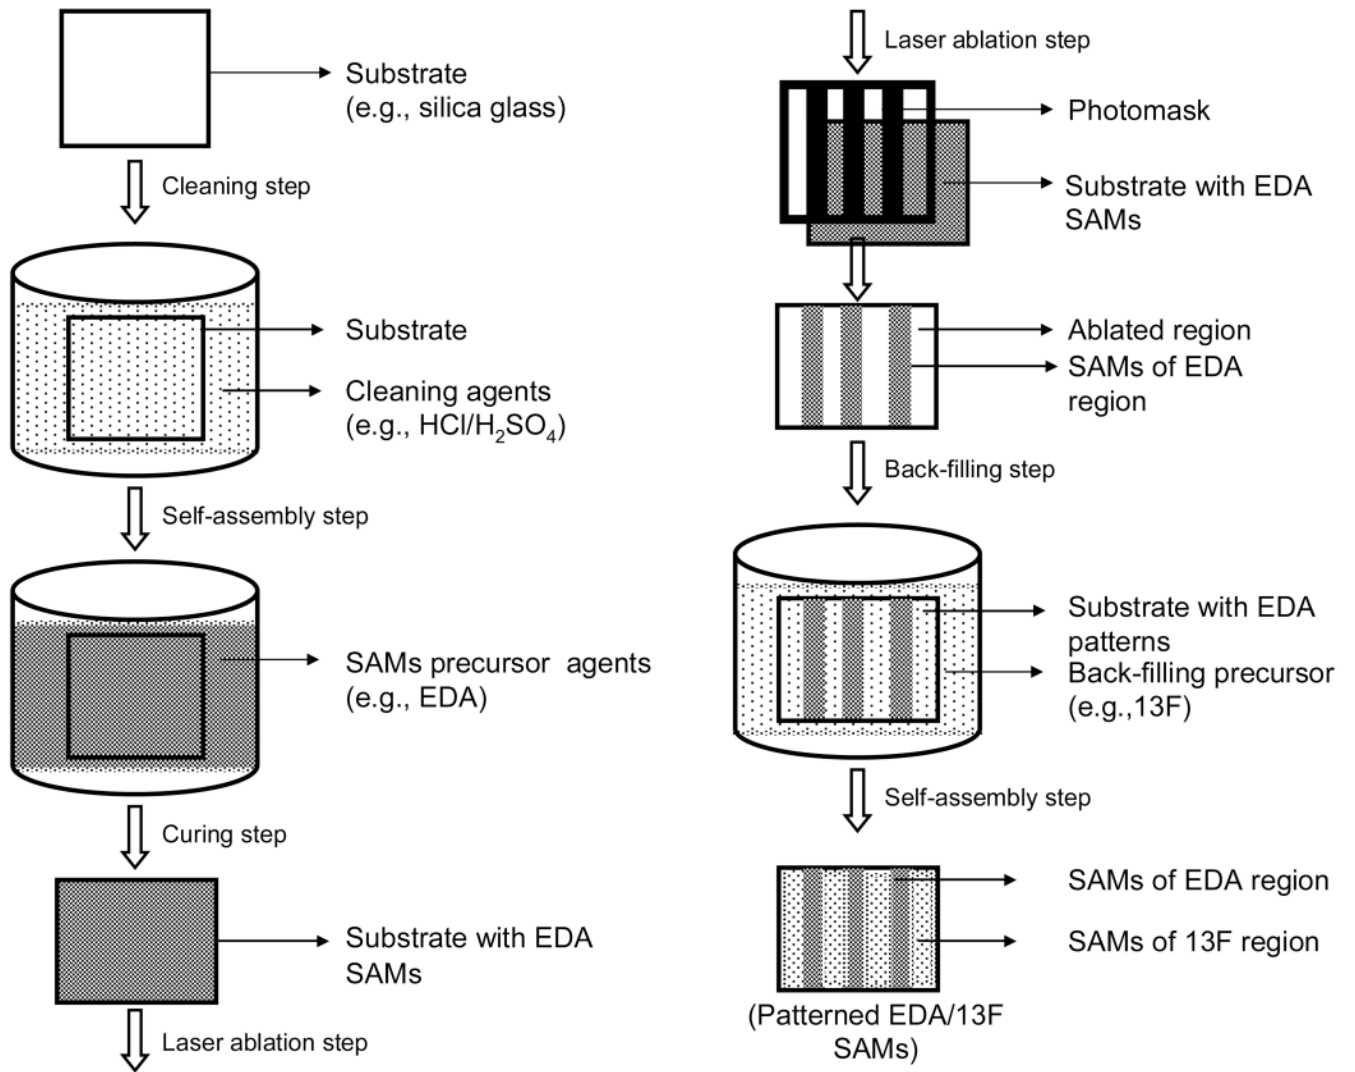 Substrate
(e.g., silica glass)
Cleaning step
Substrate
Cleaning agents
(e.g., HCl/H₂SO₄)
Self-assembly step
SAMs precursor agents
(e.g., EDA)
Curing step
Substrate with EDA
SAMs
Laser ablation step
Laser ablation step
Photomask
Substrate with EDA
SAMs
Ablated region
SAMs of EDA
region
Back-filling step
Substrate with EDA
patterns
Back-filling precursor
(e.g.,13F)
Self-assembly step
SAMs of EDA region
SAMs of 13F region
(Patterned EDA/13F
SAMs)